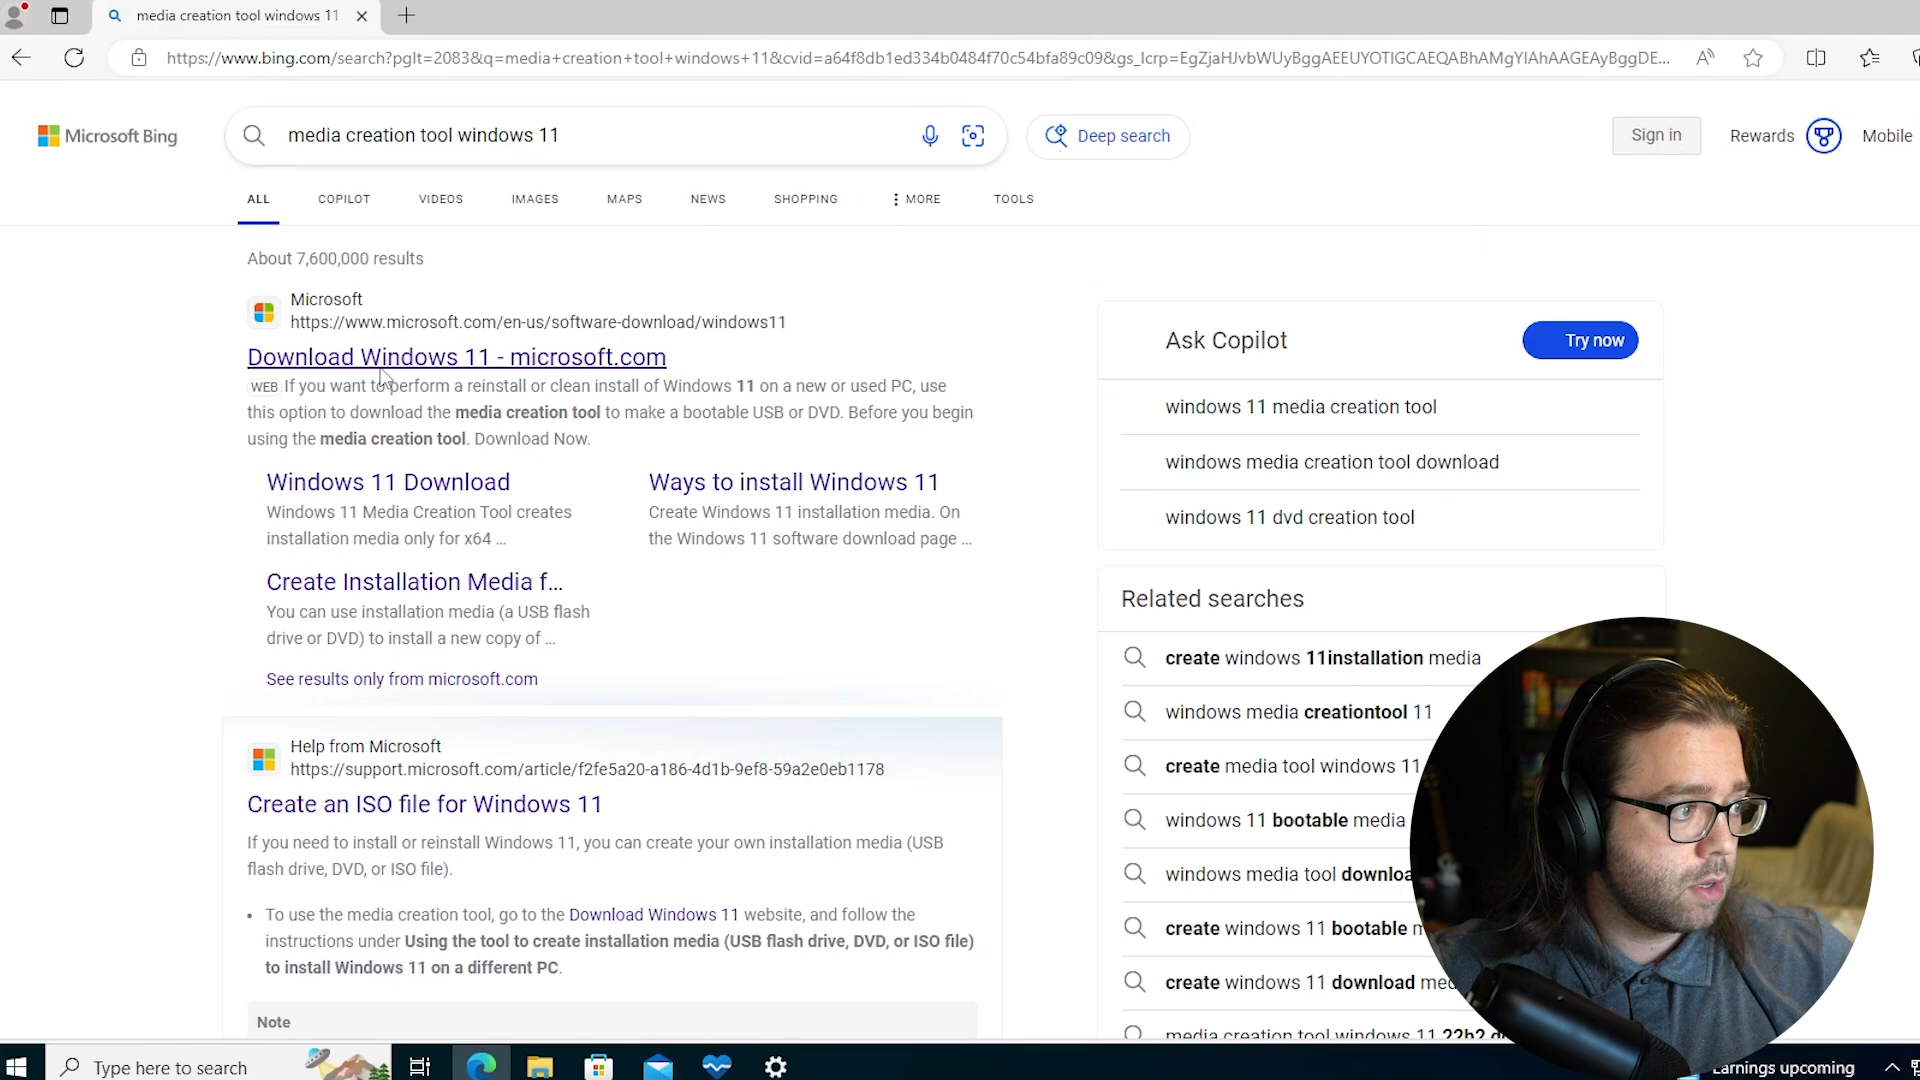 media creation tool windows 11
https://www.bing.com/search?pglt=2083&q=media+creation+tool+windows+11&cvid=a64f8db1ed334b0484f70c54bfa89c09&gs_lcrp=EgZjaHJvbWUyBggAEEUYOTIGCAEQABhAMgYIAhAAGEAyBggDE...
Microsoft Bing
media creation tool windows 11
Deep search
Sign in
Rewards
Mobile
ALL
COPILOT
VIDEOS
IMAGES
MAPS
NEWS
SHOPPING
MORE
TOOLS
About 7,600,000 results
Microsoft
https://www.microsoft.com/en-us/software-download/windows11
Download Windows 11 - microsoft.com
WEB If you want to perform a reinstall or clean install of Windows 11 on a new or used PC, use
this option to download the media creation tool to make a bootable USB or DVD. Before you begin
using the media creation tool. Download Now.
Windows 11 Download
Windows 11 Media Creation Tool creates
installation media only for x64 ...
Ways to install Windows 11
Create Windows 11 installation media. On
the Windows 11 software download page ...
Create Installation Media f...
You can use installation media (a USB flash
drive or DVD) to install a new copy of ...
See results only from microsoft.com
Help from Microsoft
https://support.microsoft.com/article/f2fe5a20-a186-4d1b-9ef8-59a2e0eb1178
Create an ISO file for Windows 11
If you need to install or reinstall Windows 11, you can create your own installation media (USB
flash drive, DVD, or ISO file).
• To use the media creation tool, go to the Download Windows 11 website, and follow the
instructions under Using the tool to create installation media (USB flash drive, DVD, or ISO file)
to install Windows 11 on a different PC.
Note
Ask Copilot
Try now
windows 11 media creation tool
windows media creation tool download
windows 11 dvd creation tool
Related searches
create windows 11installation media
windows media creationtool 11
create media tool windows 11
windows 11 bootable media
windows media tool downloa
create windows 11 bootable m
create windows 11 download med
media creation tool windows 11 22h2 d
Type here to search
Earnings upcoming